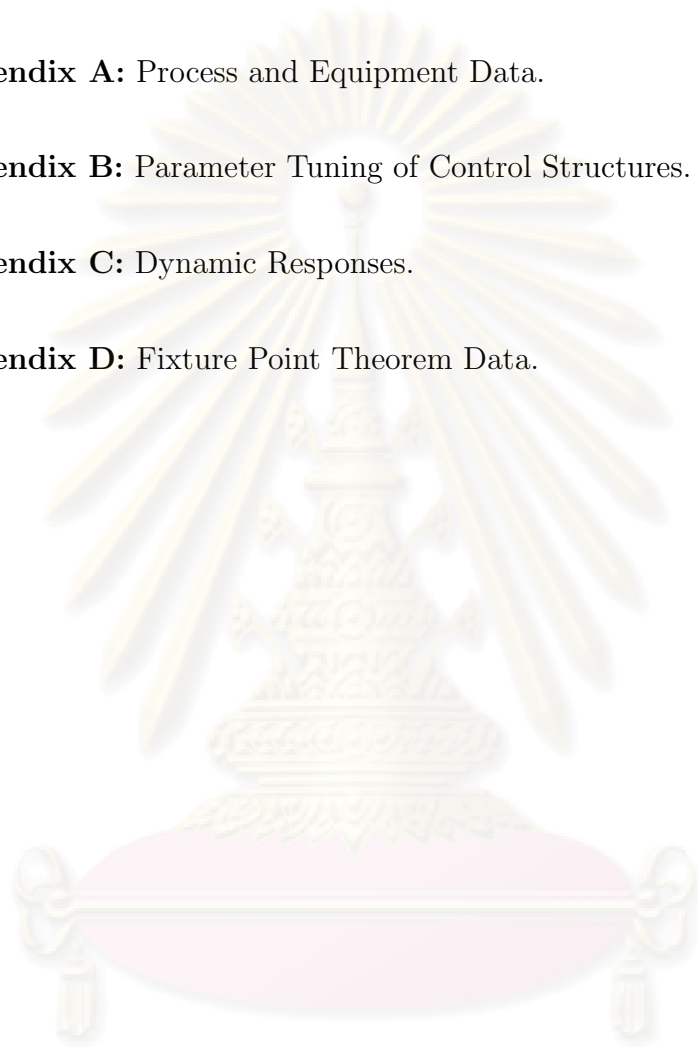 endix A: Process and Equipment Data.
endix B: Parameter Tuning of Control Structures.
endix C: Dynamic Responses.
endix D: Fixture Point Theorem Data.